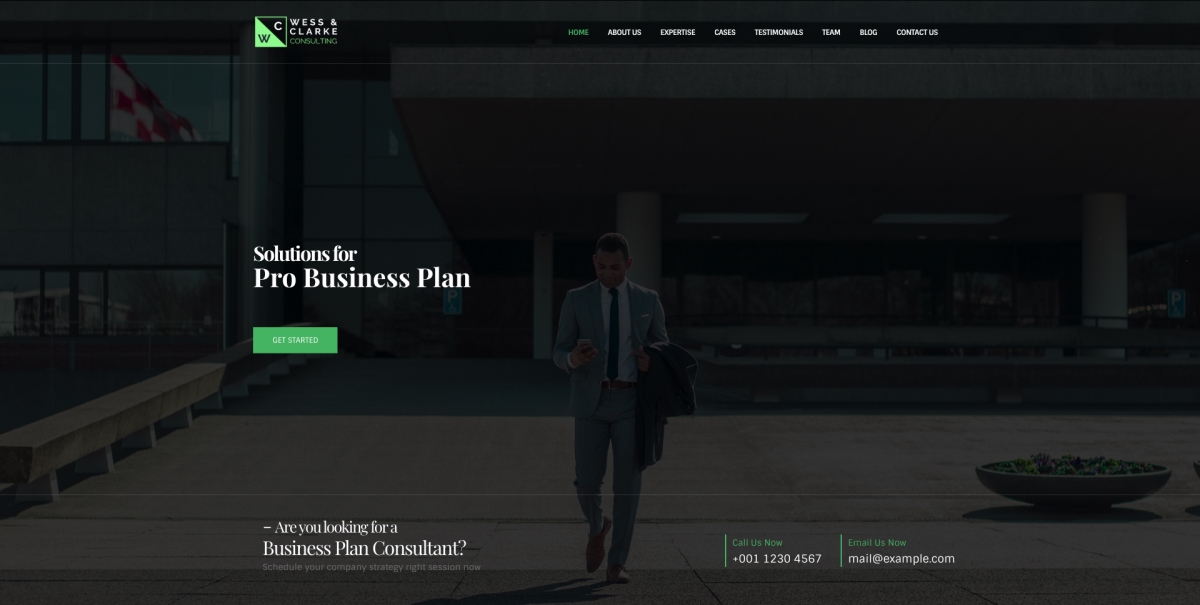 C
W
WESS &
CLARKE
CONSULTING
HOME ABOUT US EXPERTISE CASES TESTIMONIALS TEAM BLOG CONTACT US
Solutions for
Pro Business Plan
GET STARTED
P
P
– Are you looking for a
Business Plan Consultant?
Schedule your company strategy right session now
Call Us Now
+001 1230 4567
Email Us Now
mail@example.com